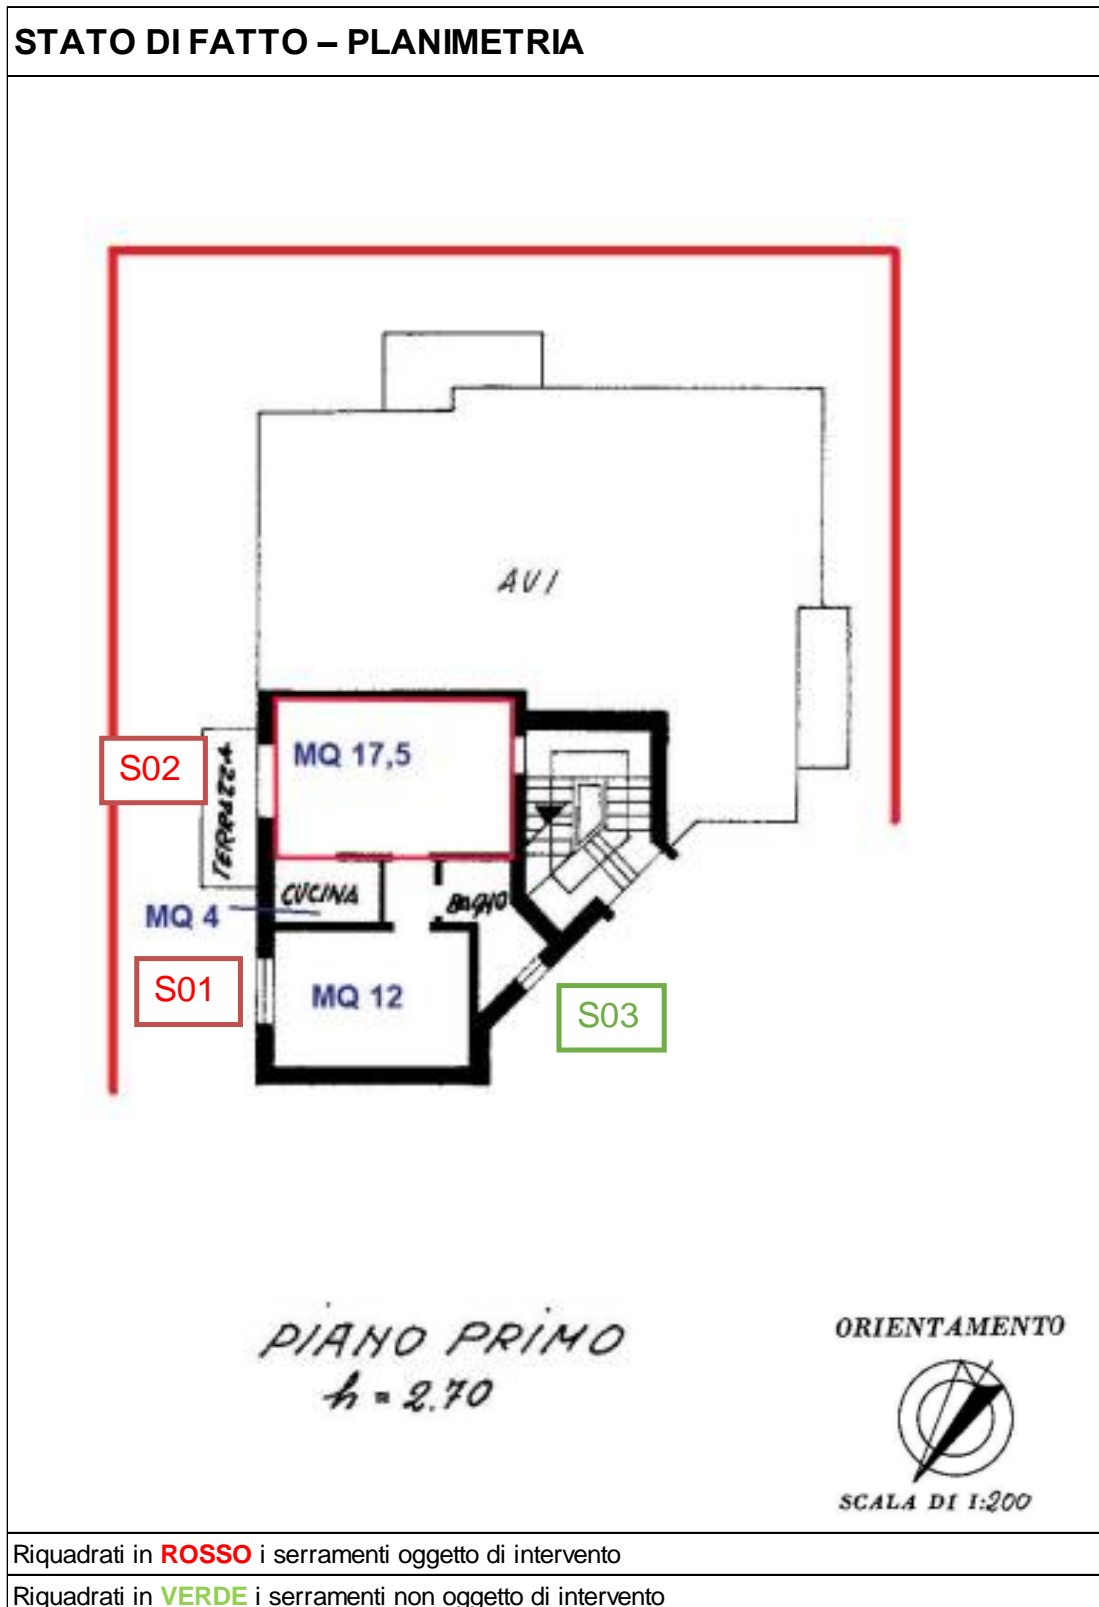 STATO DI FATTO – PLANIMETRIA
AUI
S02
MQ 17,5
TERRAZZA
CUCINA
BAGNO
MQ 4
S01
MQ 12
S03
PIANO PRIMO
h = 2.70
ORIENTAMENTO
SCALA DI 1:200
Riquadrati in ROSSO i serramenti oggetto di intervento
Riquadrati in VERDE i serramenti non oggetto di intervento